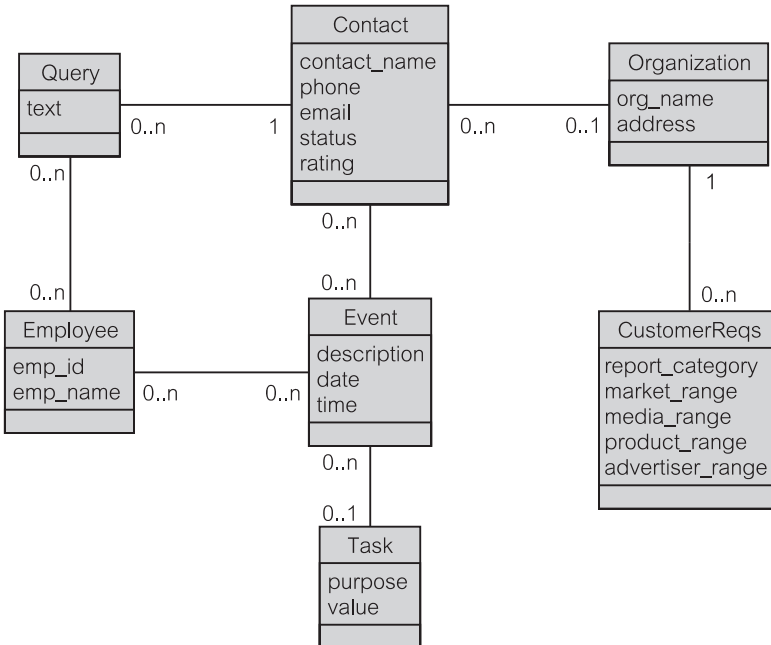 Contact
contact_name
phone
email
status
rating
Query
text
Organization
org_name
address
0..n
1
0..n
0..1
0..n
1
0..n
0..n
0..n
0..n
Employee
emp_id
emp_name
Event
description
date
time
CustomerReqs
report_category
market_range
media_range
product_range
advertiser_range
0..n
0..n
0..n
0..1
Task
purpose
value